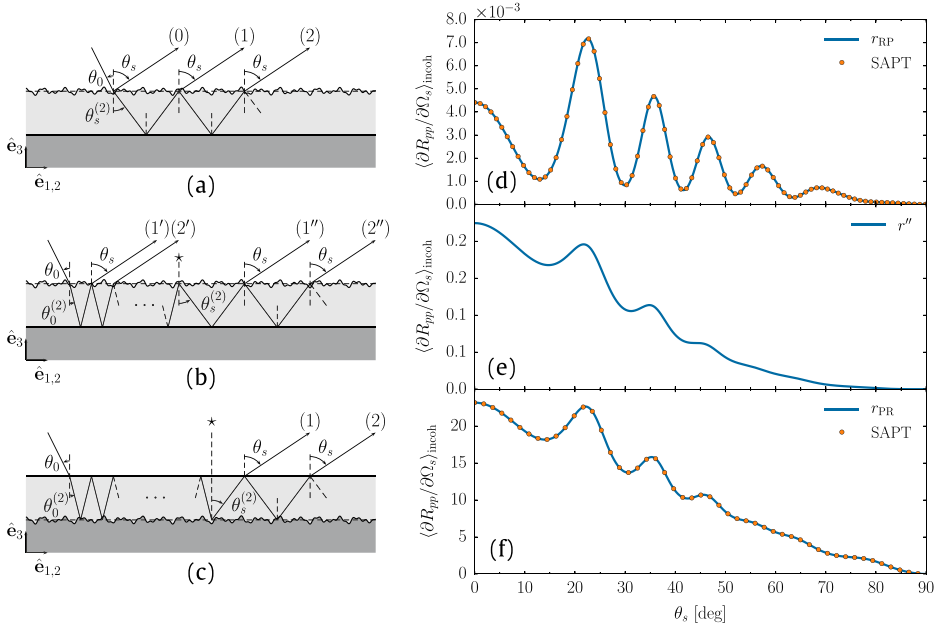 (0) (1) (2)
θ₀ θₛ θₛ θₛ
θₛ⁽²⁾
ê₃
ê₁,₂
(a)
(1′)(2′) (1″) (2″)
θ₀ θₛ ⋆ θₛ θₛ
θ₀⁽²⁾ · · · θₛ⁽²⁾
ê₃
ê₁,₂
(b)
⋆ (1) (2)
θ₀ θₛ θₛ
θ₀⁽²⁾ · · · θₛ⁽²⁾
ê₃
ê₁,₂
(c)
×10⁻³
8.0
7.0
6.0
5.0
4.0
3.0
2.0
1.0
0.0
⟨∂Rₚₚ/∂Ωₛ⟩incoh
r_RP
SAPT
(d)
0.2
0.2
0.1
0.1
0.0
⟨∂Rₚₚ/∂Ωₛ⟩incoh
r″
(e)
20
15
10
5
0
⟨∂Rₚₚ/∂Ωₛ⟩incoh
r_PR
SAPT
(f)
0 10 20 30 40 50 60 70 80 90
θₛ [deg]